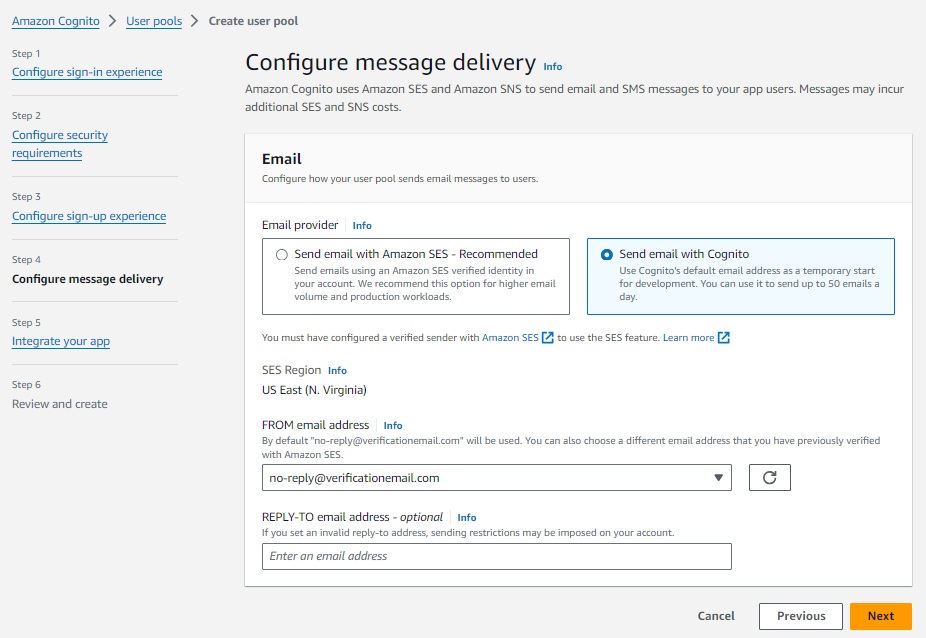 Amazon Cognito > User pools > Create user pool
Step 1
Configure sign-in experience
Step 2
Configure security
requirements
Step 3
Configure sign-up experience
Step 4
Configure message delivery
Step 5
Integrate your app
Step 6
Review and create
Configure message delivery Info
Amazon Cognito uses Amazon SES and Amazon SNS to send email and SMS messages to your app users. Messages may incur
additional SES and SNS costs.
Email
Configure how your user pool sends email messages to users.
Email provider Info
Send email with Amazon SES - Recommended
Send emails using an Amazon SES verified identity in
your account. We recommend this option for higher email
volume and production workloads.
Send email with Cognito
Use Cognito's default email address as a temporary start
for development. You can use it to send up to 50 emails a
day.
You must have configured a verified sender with Amazon SES to use the SES feature. Learn more
SES Region Info
US East (N. Virginia)
FROM email address Info
By default "no-reply@verificationemail.com" will be used. You can also choose a different email address that you have previously verified
with Amazon SES.
no-reply@verificationemail.com
REPLY-TO email address - optional Info
If you set an invalid reply-to address, sending restrictions may be imposed on your account.
Enter an email address
Cancel Previous Next